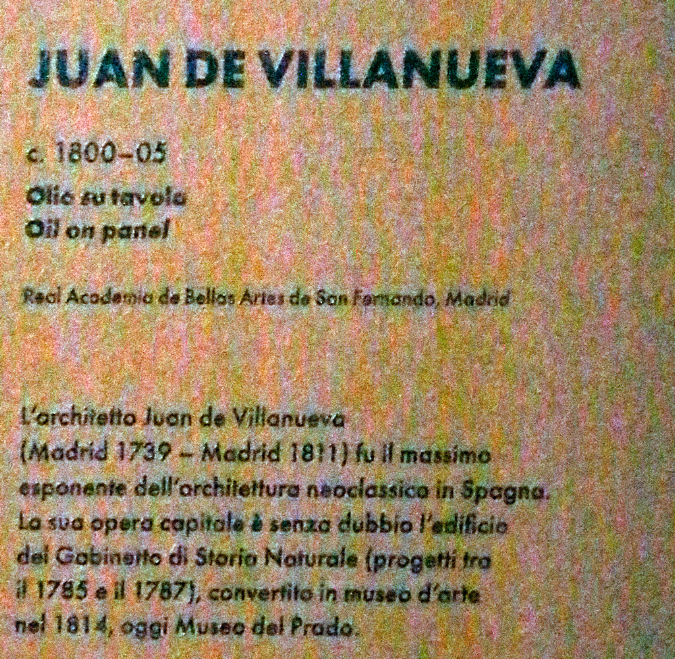 JUAN DE VILLANUEVA
c. 1800–05
Olio su tavola
Oil on panel
Real Academia de Bellas Artes de San Fernando, Madrid
L'architetto Juan de Villanueva
(Madrid 1739 – Madrid 1811) fu il massimo
esponente dell'architettura neoclassica in Spagna.
La sua opera capitale è senza dubbio l'edificio
del Gabinetto di Storia Naturale (progetti tra
il 1785 e il 1787), convertito in museo d'arte
nel 1814, oggi Museo del Prado.